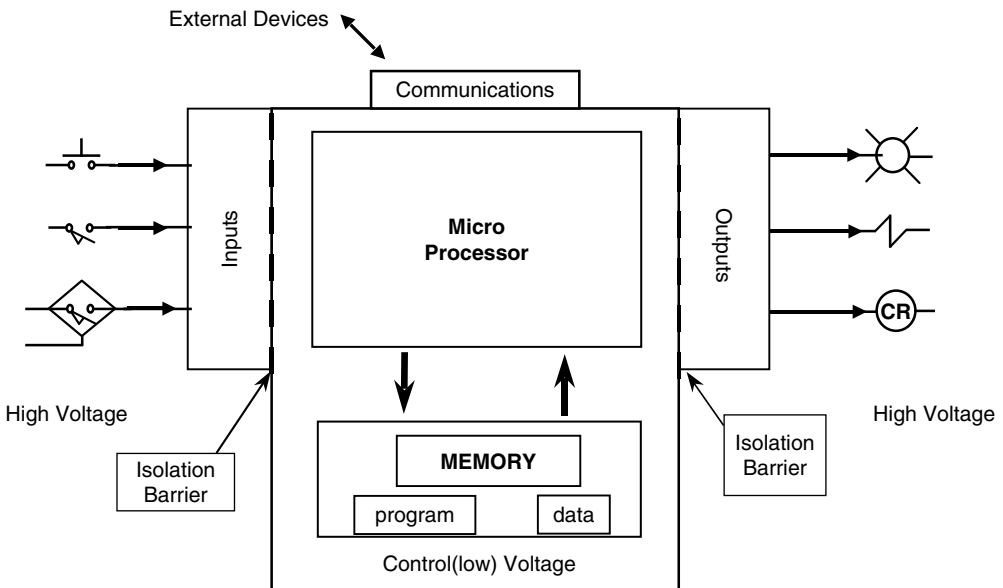 External Devices
Communications
Inputs
Micro
Processor
Outputs
CR
High Voltage
High Voltage
Isolation
Barrier
MEMORY
program
data
Isolation
Barrier
Control(low) Voltage